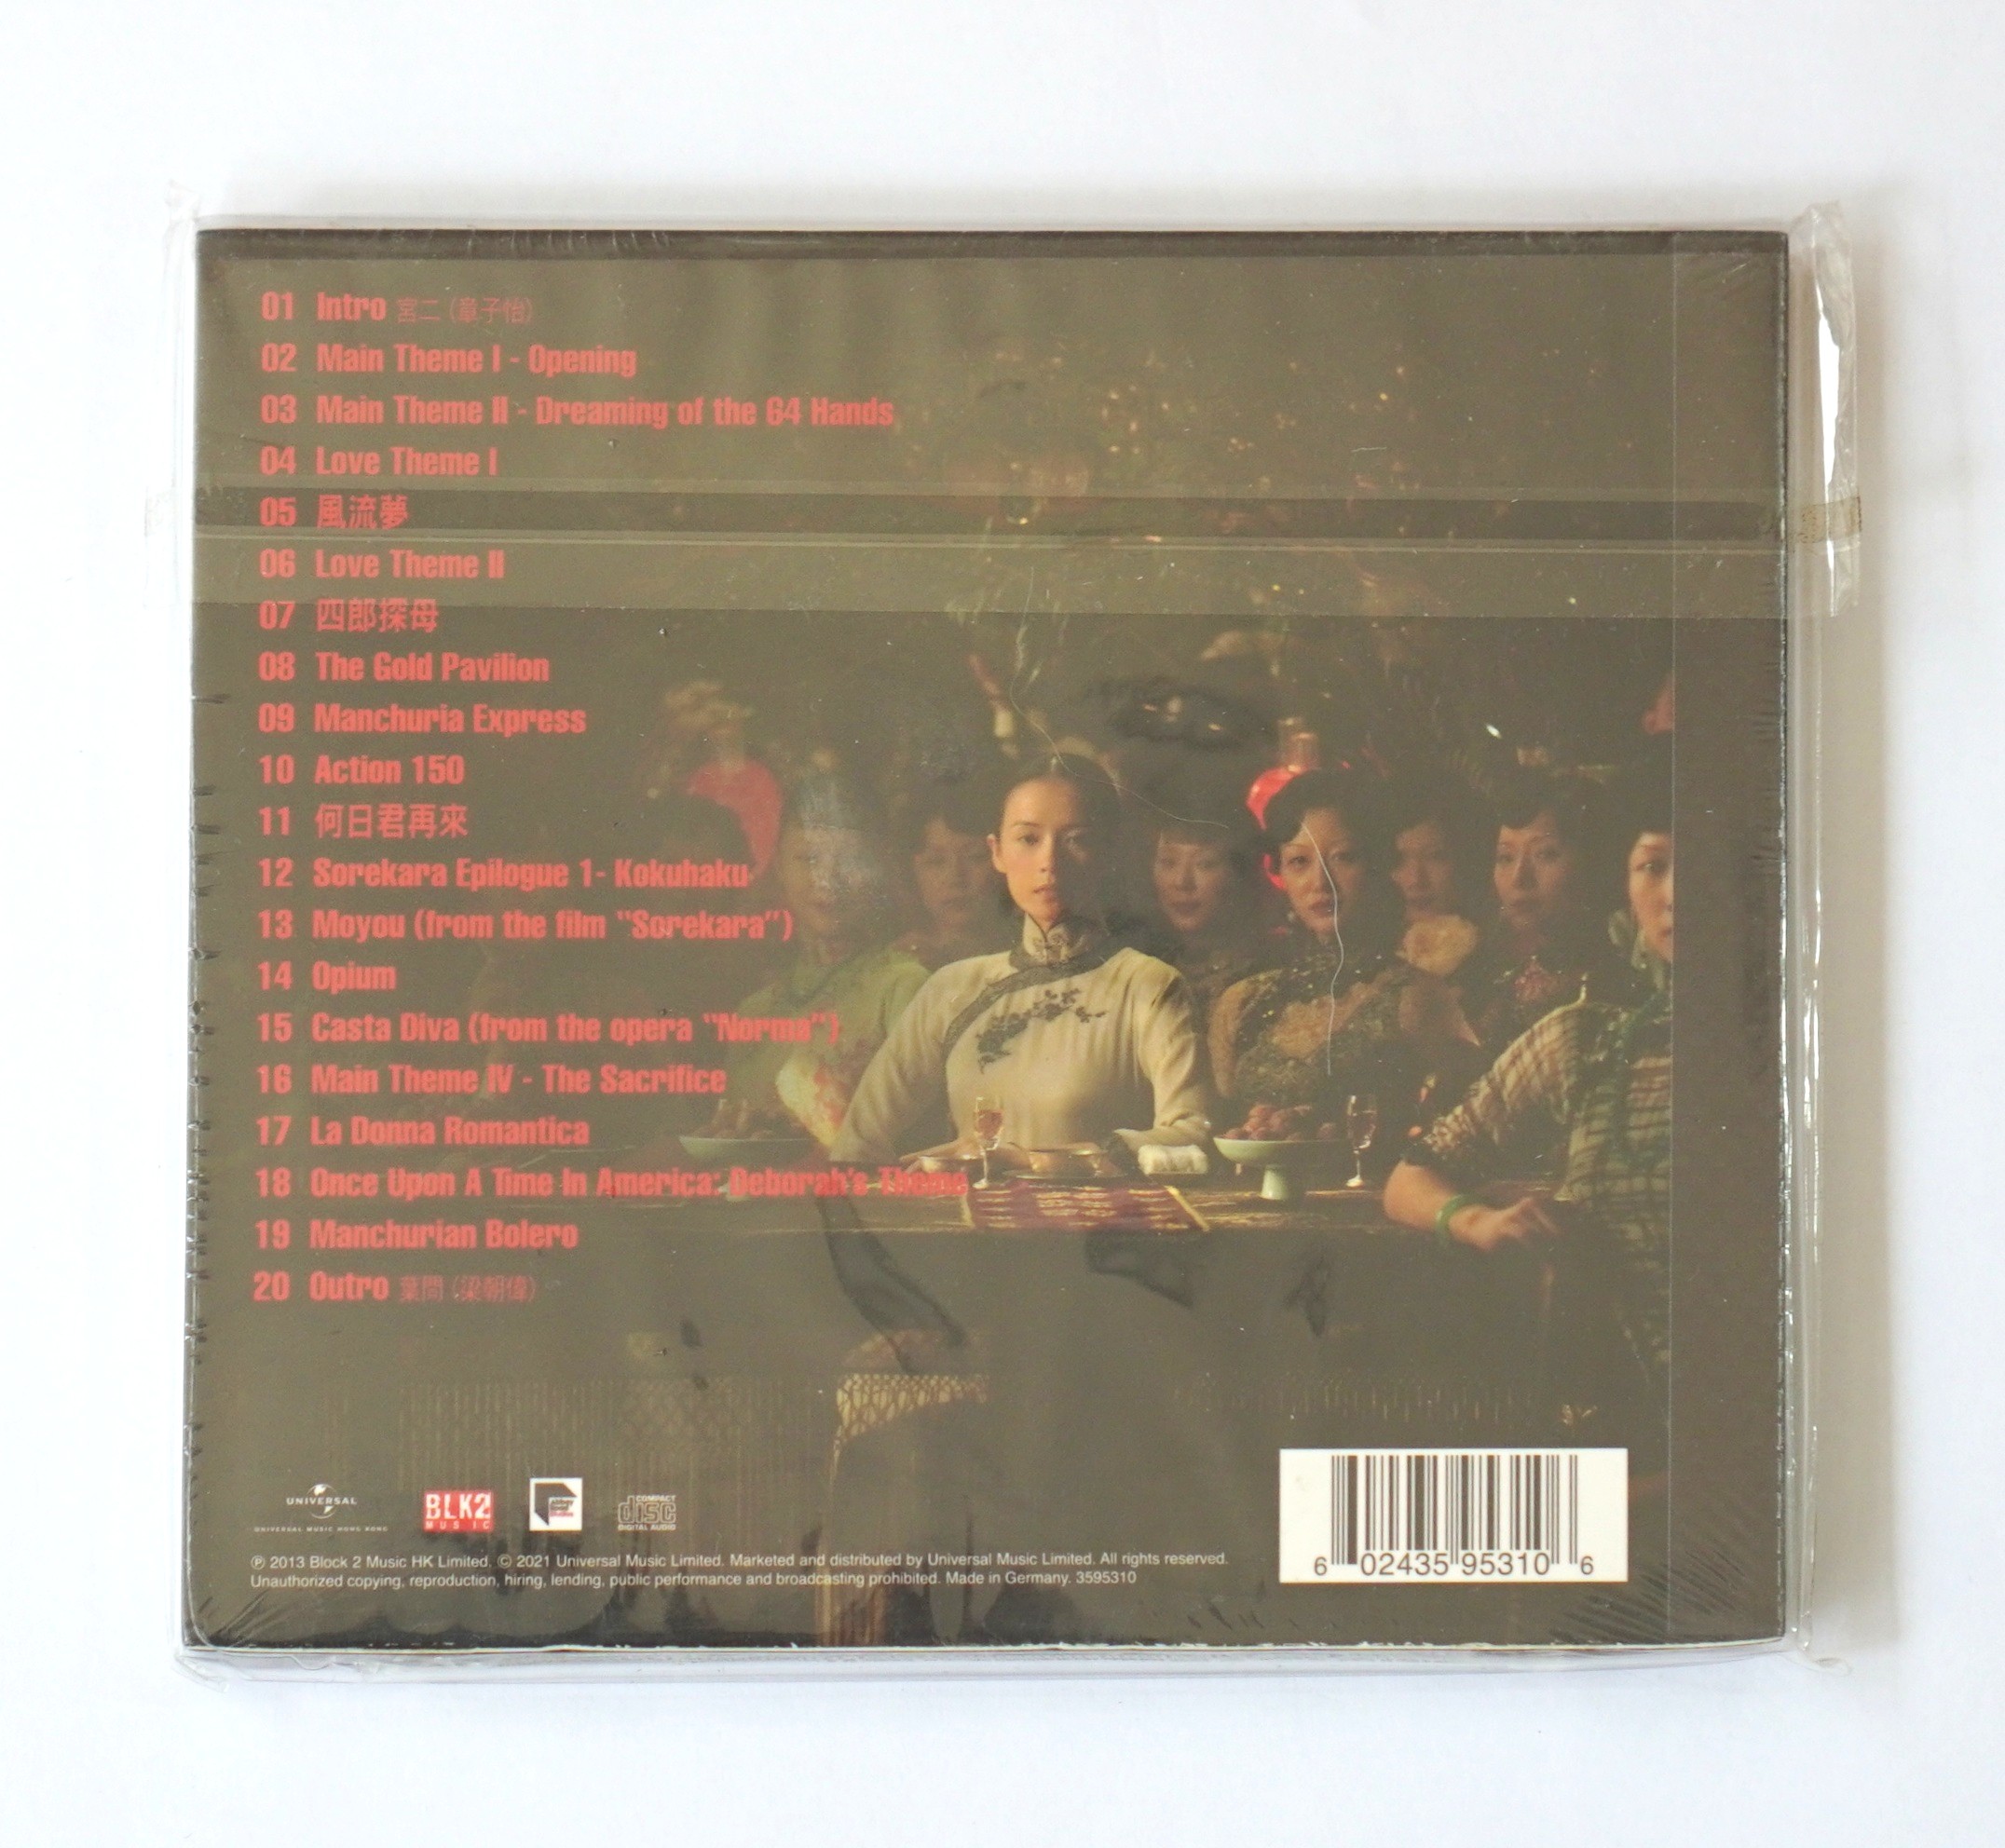 01 Intro 宮二 (章子怡)
02 Main Theme I - Opening
03 Main Theme II - Dreaming of the 64 Hands
04 Love Theme I
05 風流夢
06 Love Theme II
07 四郎探母
08 The Gold Pavilion
09 Manchuria Express
10 Action 150
11 何日君再來
12 Sorekara Epilogue 1- Kokuhaku
13 Moyou (from the film "Sorekara")
14 Opium
15 Casta Diva (from the opera "Norma")
16 Main Theme IV - The Sacrifice
17 La Donna Romantica
18 Once Upon A Time In America: Deborah's Theme
19 Manchurian Bolero
20 Outro 葉問 (梁朝偉)
UNIVERSAL
UNIVERSAL MUSIC HONG KONG
BLK2
MUSIC
COMPACT
disc
DIGITAL AUDIO
℗ 2013 Block 2 Music HK Limited. © 2021 Universal Music Limited. Marketed and distributed by Universal Music Limited. All rights reserved.
Unauthorized copying, reproduction, hiring, lending, public performance and broadcasting prohibited. Made in Germany. 3595310
6 02435 95310 6